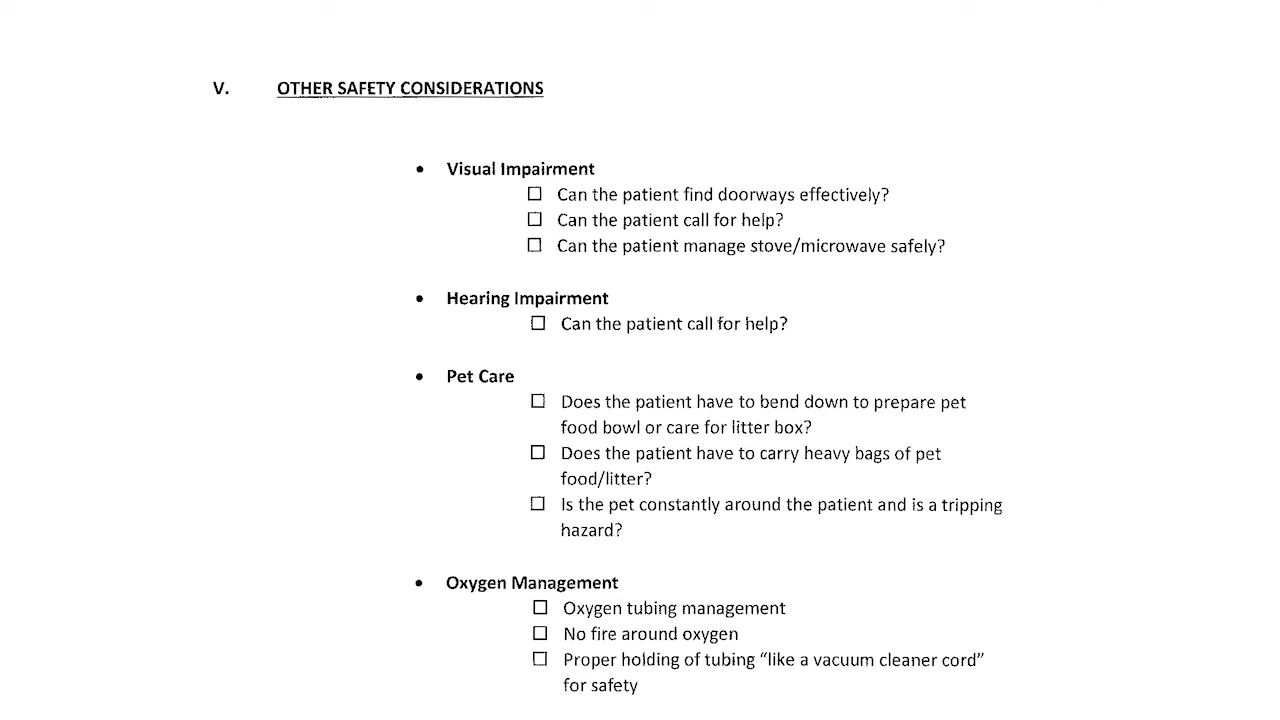 V. OTHER SAFETY CONSIDERATIONS
• Visual Impairment
☐ Can the patient find doorways effectively?
☐ Can the patient call for help?
☐ Can the patient manage stove/microwave safely?
• Hearing Impairment
☐ Can the patient call for help?
• Pet Care
☐ Does the patient have to bend down to prepare pet
food bowl or care for litter box?
☐ Does the patient have to carry heavy bags of pet
food/litter?
☐ Is the pet constantly around the patient and is a tripping
hazard?
• Oxygen Management
☐ Oxygen tubing management
☐ No fire around oxygen
☐ Proper holding of tubing “like a vacuum cleaner cord”
for safety